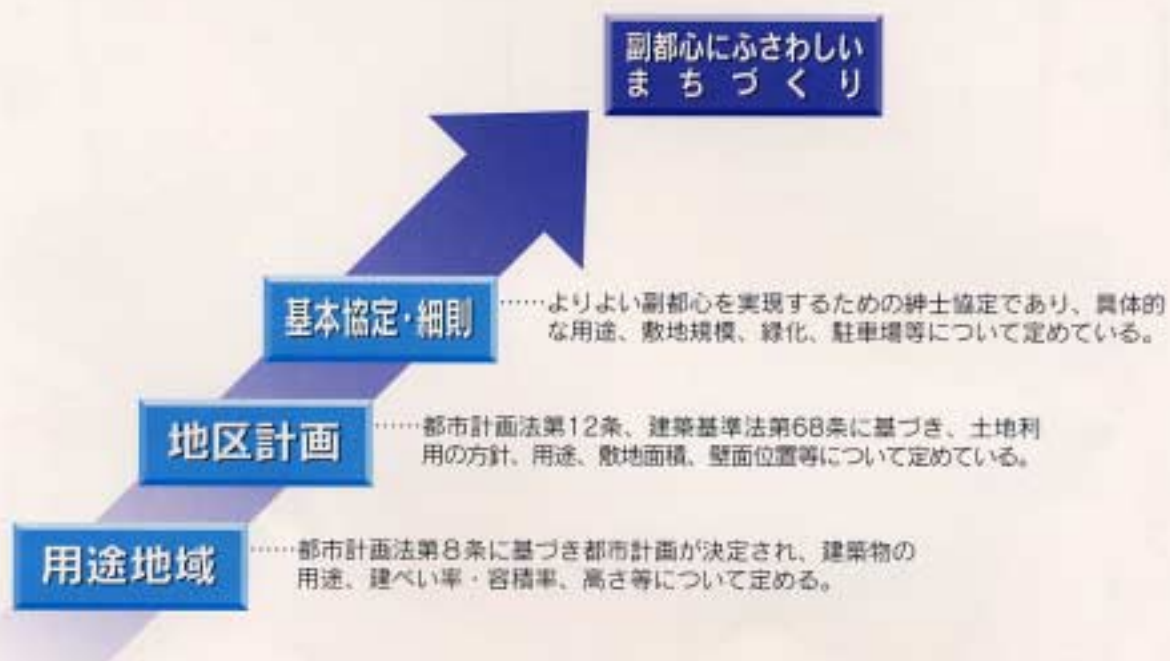 副都心にふさわしい
まちづくり
基本協定・細則
……よりよい副都心を実現するための紳士協定であり、具体的
な用途、敷地規模、緑化、駐車場等について定めている。
地区計画
……都市計画法第12条、建築基準法第68条に基づき、土地利
用の方針、用途、敷地面積、壁面位置等について定めている。
用途地域
……都市計画法第8条に基づき都市計画が決定され、建築物の
用途、建ぺい率・容積率、高さ等について定める。